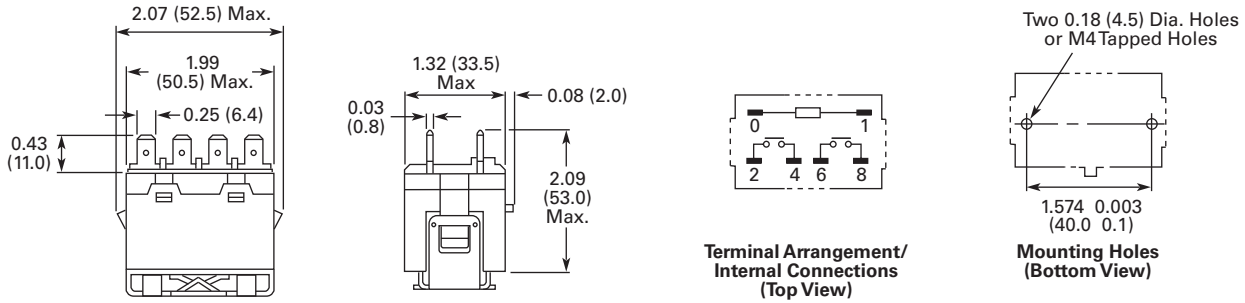 2.07 (52.5) Max.
1.99
(50.5) Max.
0.25 (6.4)
0.43
(11.0)
1.32 (33.5)
Max
0.03
(0.8)
0.08 (2.0)
2.09
(53.0)
Max.
0 1
2 4 6 8
Terminal Arrangement/
Internal Connections
(Top View)
Two 0.18 (4.5) Dia. Holes
or M4 Tapped Holes
1.574 0.003
(40.0 0.1)
Mounting Holes
(Bottom View)